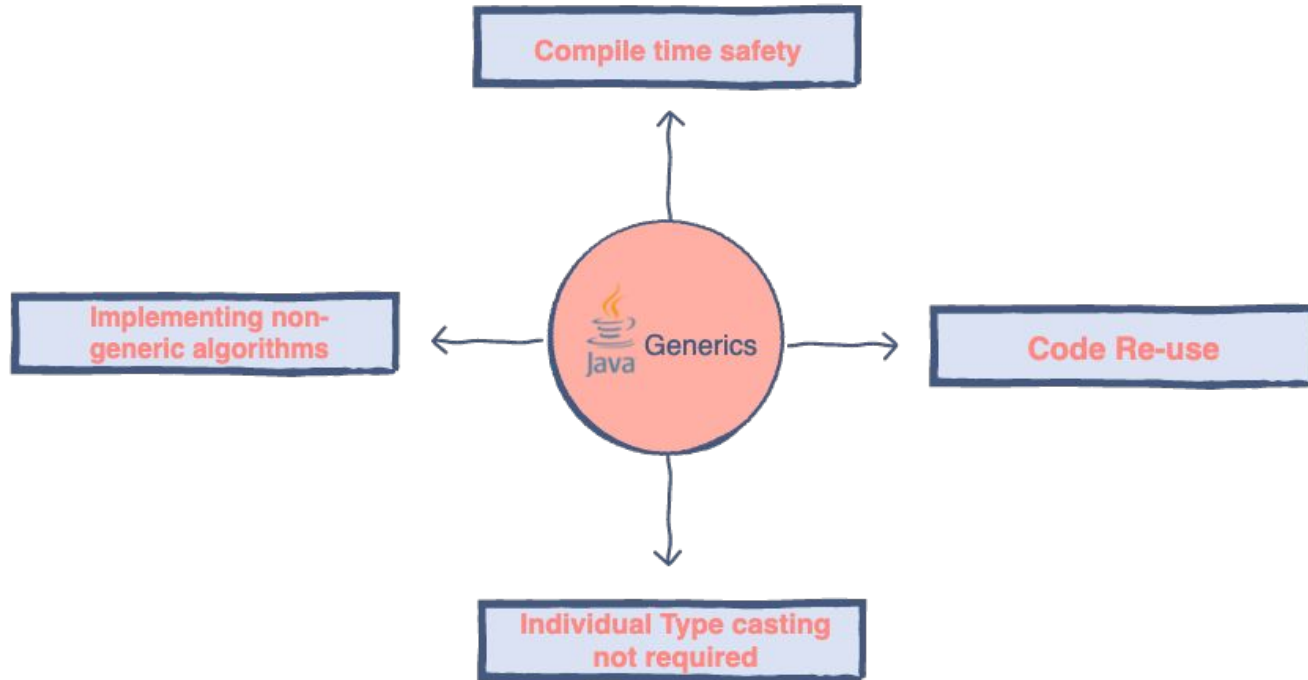 Compile time safety
Implementing non-
generic algorithms
Java
Generics
Code Re-use
Individual Type casting
not required